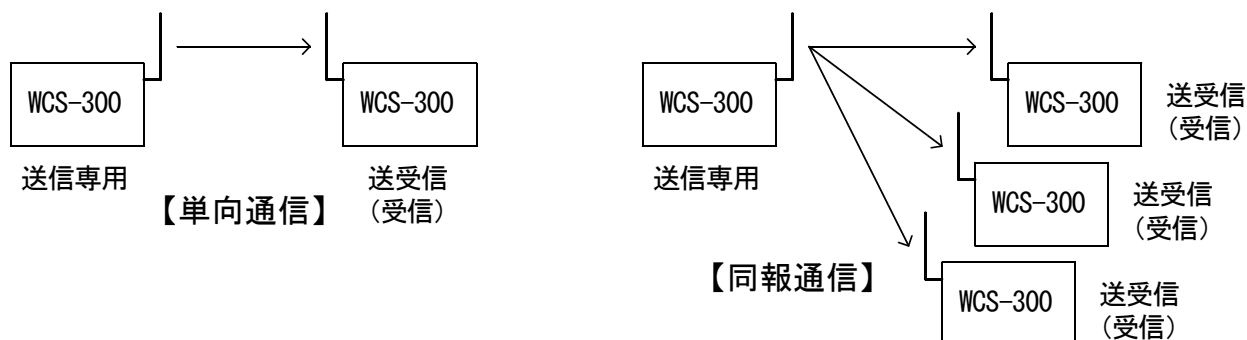 WCS-300
送信専用
WCS-300
送受信
(受信)
【単向通信】
WCS-300
送信専用
WCS-300
送受信
(受信)
WCS-300
送受信
(受信)
WCS-300
送受信
(受信)
【同報通信】